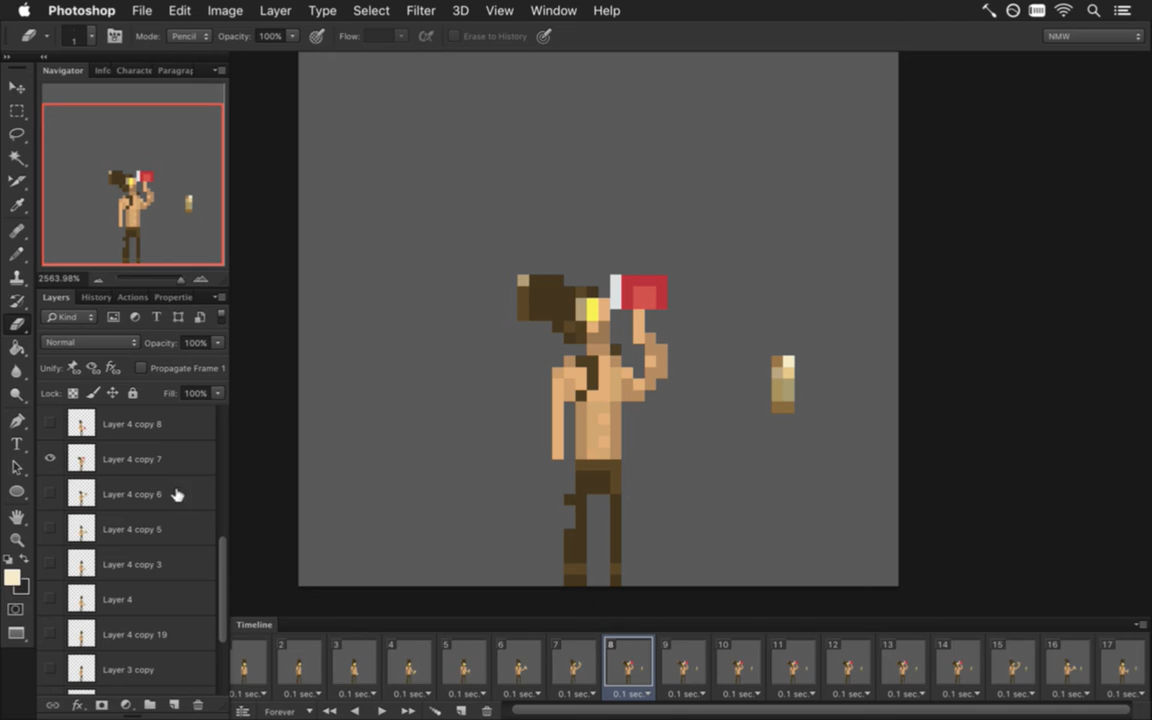 Photoshop File Edit Image Layer Type Select Filter 3D View Window Help
1 Mode: Pencil Opacity: 100% Flow: Erase to History NMW
Navigator Info Characte Paragrap
2563.98%
Layers History Actions Propertie
Kind
Normal Opacity: 100%
Unify: Propagate Frame 1
Lock: Fill: 100%
Layer 4 copy 8
Layer 4 copy 7
Layer 4 copy 6
Layer 4 copy 5
Layer 4 copy 3
Layer 4
Layer 4 copy 19
Layer 3 copy
Timeline
2 3 4 5 6 7 8 9 10 11 12 13 14 15 16 17
0.1 sec. 0.1 sec. 0.1 sec. 0.1 sec. 0.1 sec. 0.1 sec. 0.1 sec. 0.1 sec. 0.1 sec. 0.1 sec. 0.1 sec. 0.1 sec. 0.1 sec. 0.1 sec. 0.1 sec. 0.1 sec. 0.1 sec.
Forever